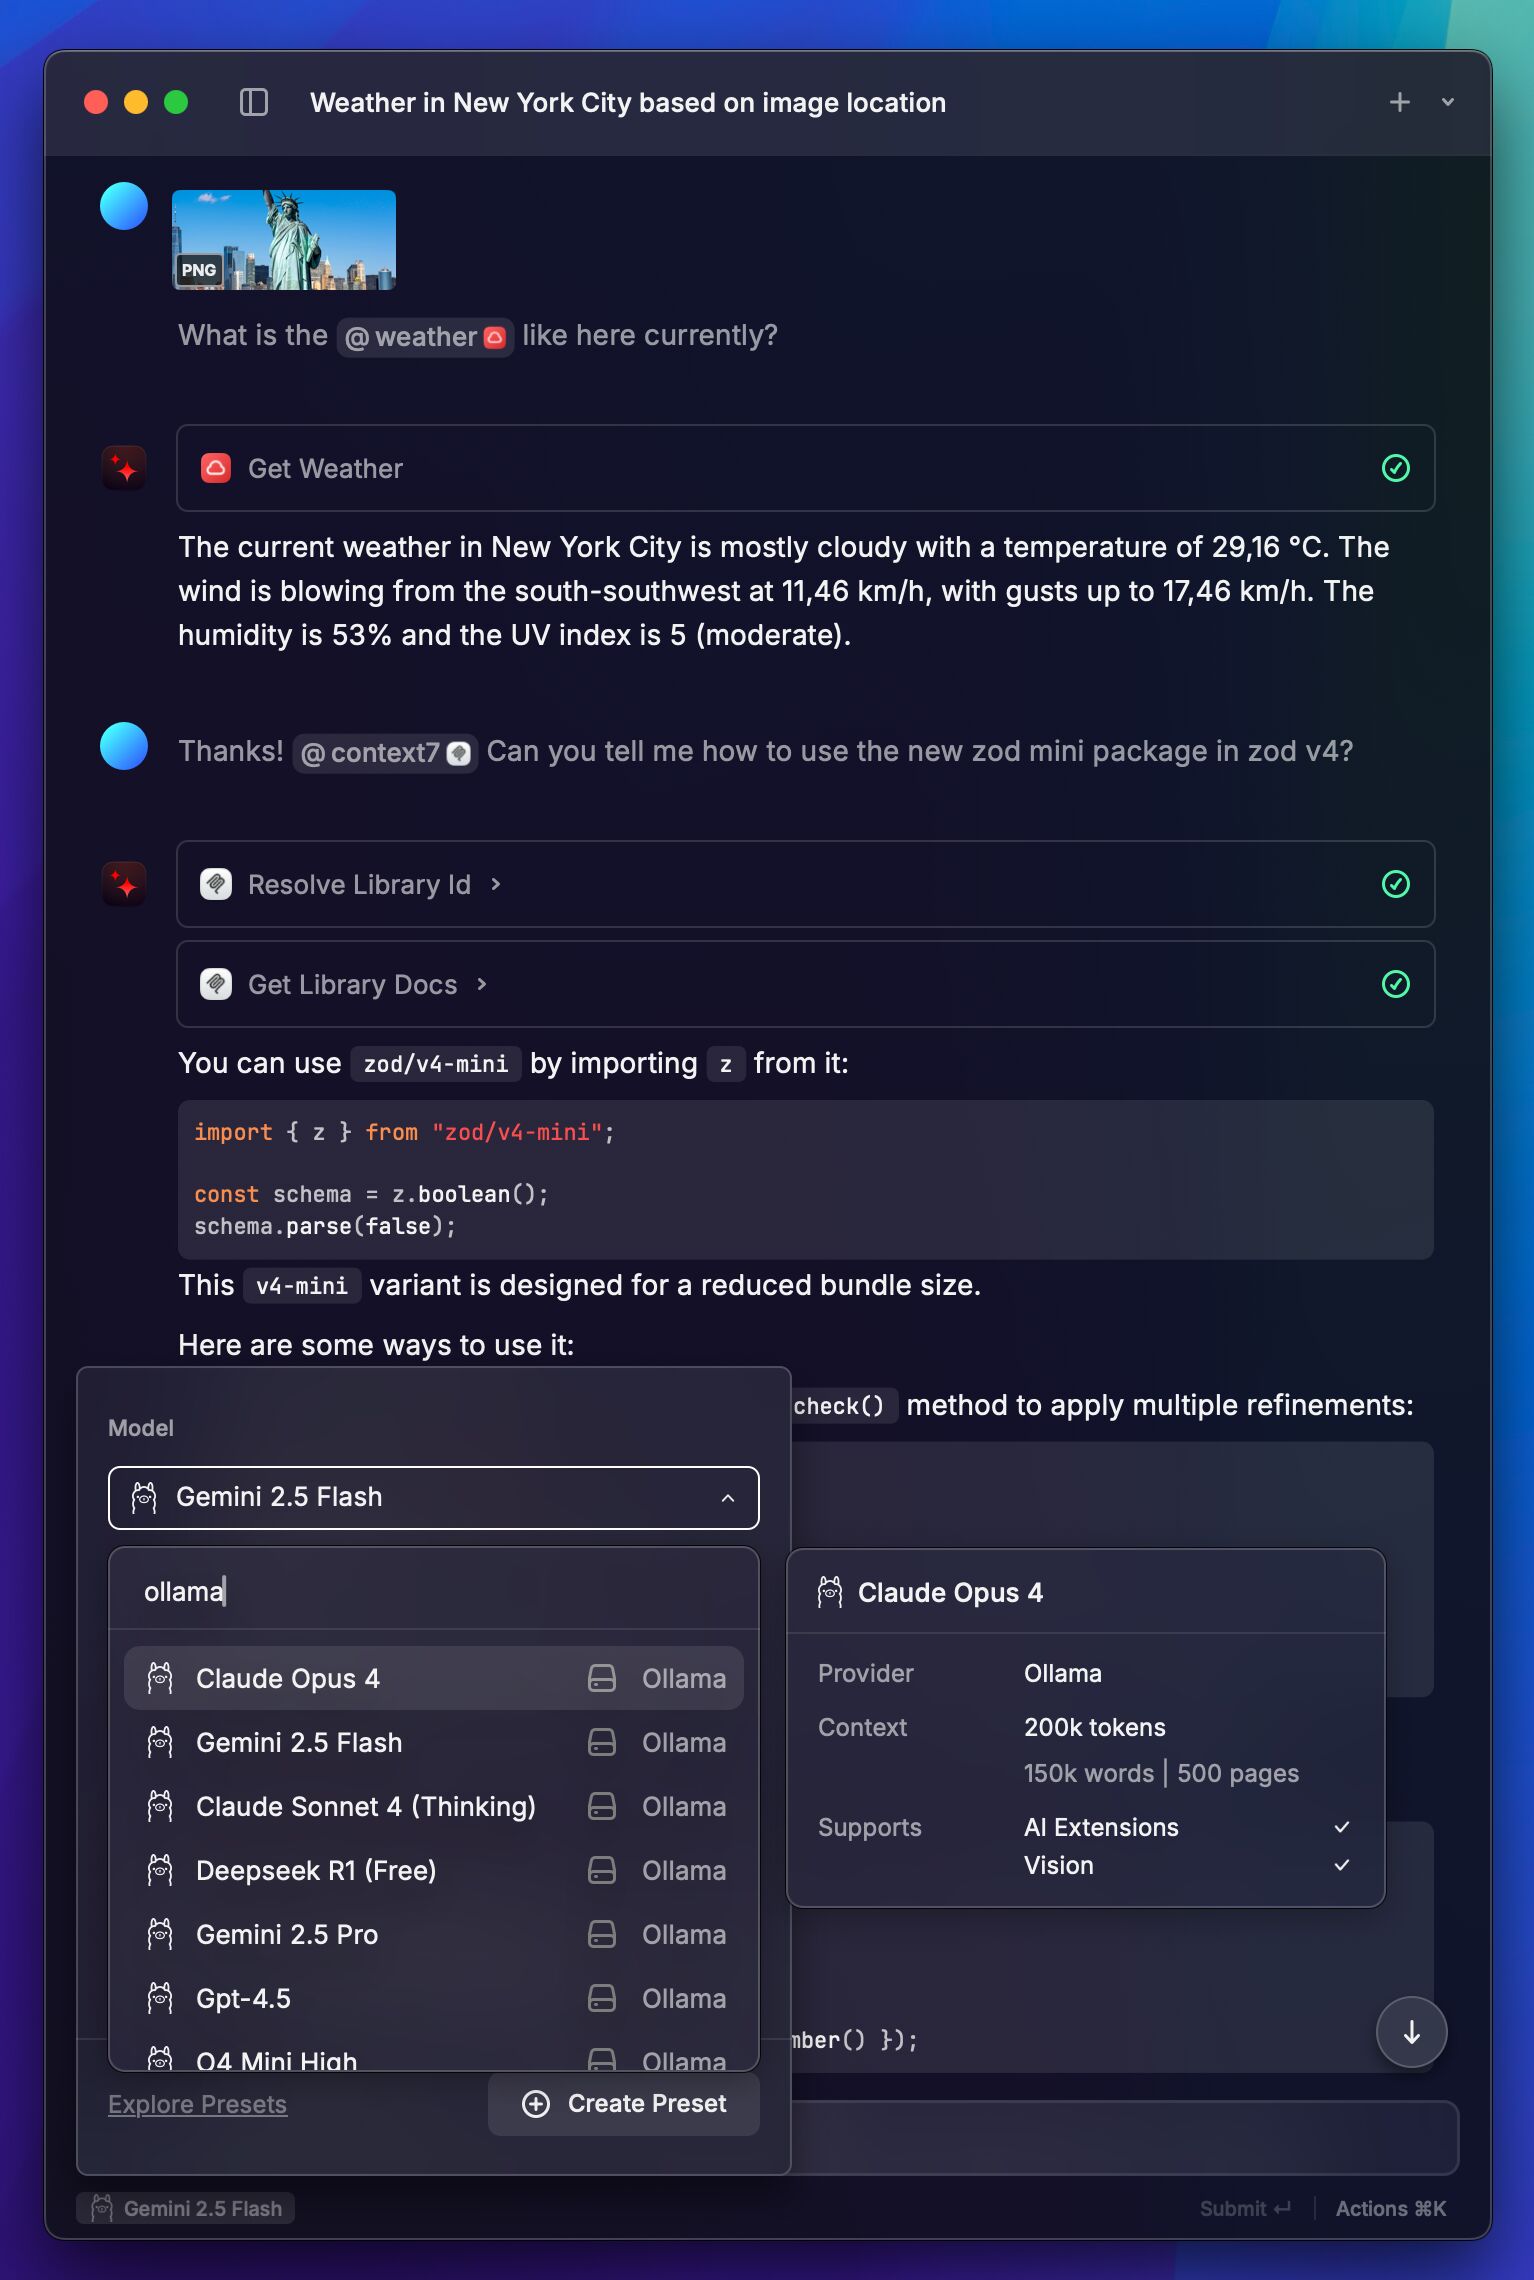 Weather in New York City based on image location
PNG
What is the @weather like here currently?
Get Weather
The current weather in New York City is mostly cloudy with a temperature of 29,16 °C. The
wind is blowing from the south-southwest at 11,46 km/h, with gusts up to 17,46 km/h. The
humidity is 53% and the UV index is 5 (moderate).
Thanks! @context7 Can you tell me how to use the new zod mini package in zod v4?
Resolve Library Id
Get Library Docs
You can use zod/v4-mini by importing z from it:
import { z } from "zod/v4-mini";
const schema = z.boolean();
schema.parse(false);
This v4-mini variant is designed for a reduced bundle size.
Here are some ways to use it:
check() method to apply multiple refinements:
Model
Gemini 2.5 Flash
ollama
Claude Opus 4 Ollama
Gemini 2.5 Flash Ollama
Claude Sonnet 4 (Thinking) Ollama
Deepseek R1 (Free) Ollama
Gemini 2.5 Pro Ollama
Gpt-4.5 Ollama
O4 Mini High Ollama
Claude Opus 4
Provider Ollama
Context 200k tokens
150k words | 500 pages
Supports AI Extensions
Vision
mber() });
Explore Presets
Create Preset
Gemini 2.5 Flash
Submit ↵ Actions ⌘K